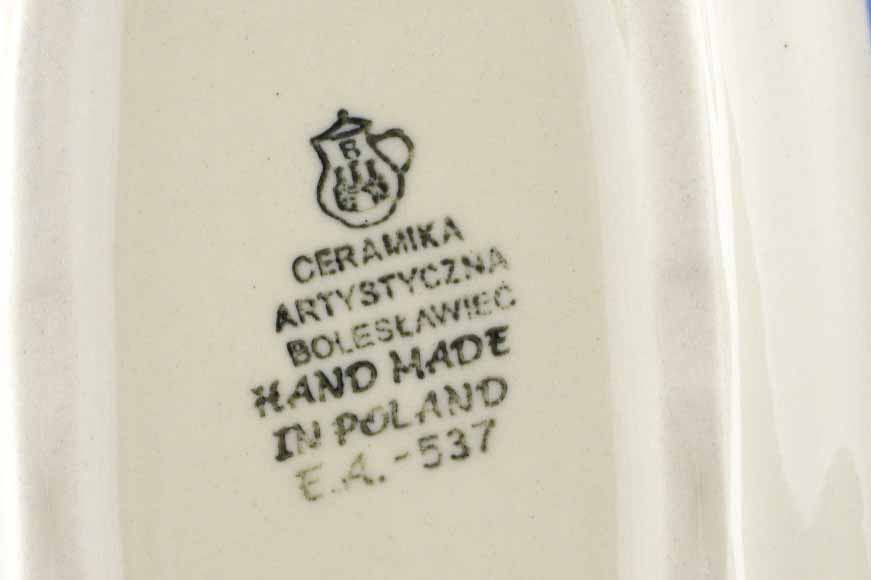 B
CERAMIKA
ARTYSTYCZNA
BOLESŁAWIEC
HAND MADE
IN POLAND
E.A.-537